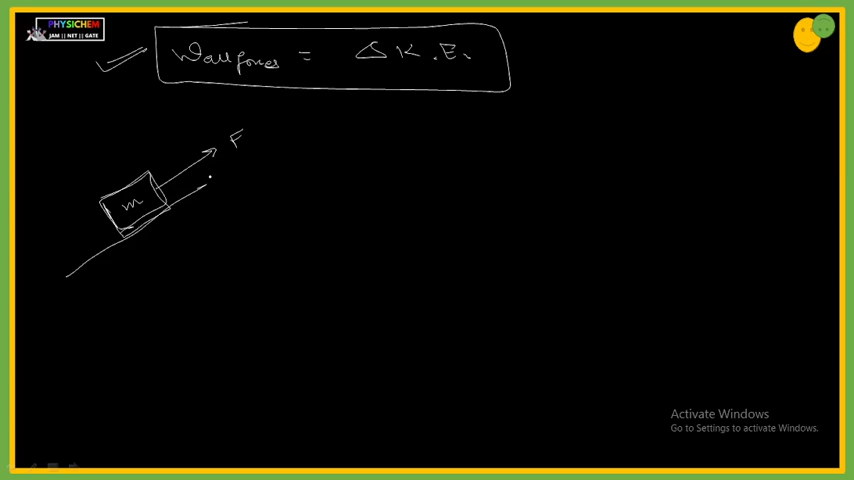 PHYSICHEM
JAM || NET || GATE
Wall forces = Δ K.E.
F
m
Activate Windows
Go to Settings to activate Windows.